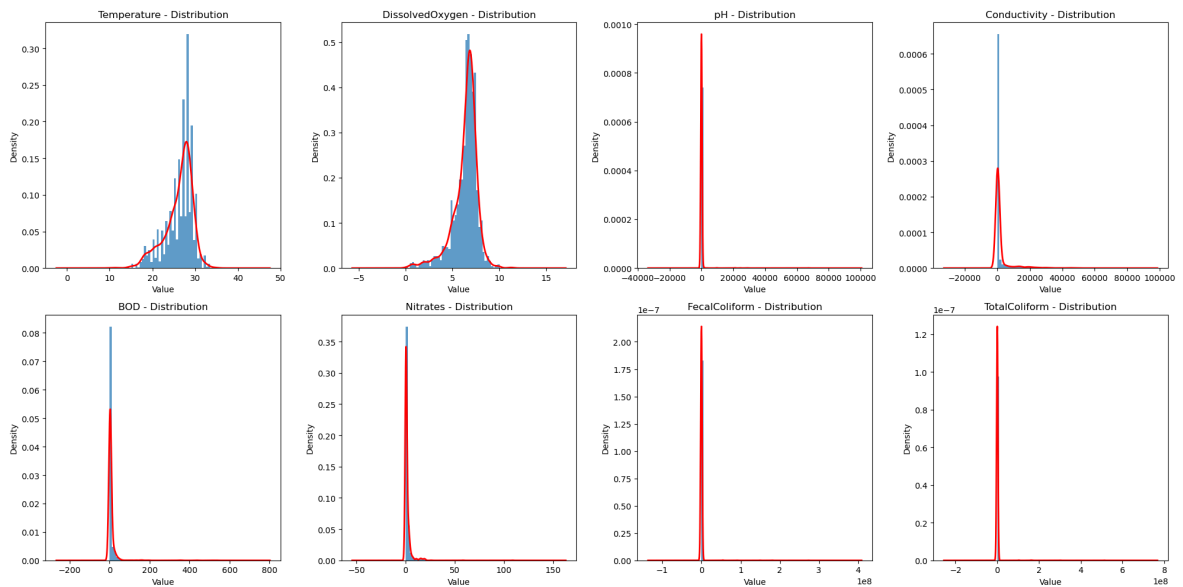 Temperature - Distribution
Density
0.30
0.25
0.20
0.15
0.10
0.05
0.00
0 10 20 30 40 50
Value
DissolvedOxygen - Distribution
Density
0.5
0.4
0.3
0.2
0.1
0.0
−5 0 5 10 15
Value
pH - Distribution
Density
0.0010
0.0008
0.0006
0.0004
0.0002
0.0000
−40000 −20000 0 20000 40000 60000 80000 100000
Value
Conductivity - Distribution
Density
0.0006
0.0005
0.0004
0.0003
0.0002
0.0001
0.0000
−20000 0 20000 40000 60000 80000 100000
Value
BOD - Distribution
Density
0.08
0.07
0.06
0.05
0.04
0.03
0.02
0.01
0.00
−200 0 200 400 600 800
Value
Nitrates - Distribution
Density
0.35
0.30
0.25
0.20
0.15
0.10
0.05
0.00
−50 0 50 100 150
Value
FecalColiform - Distribution
1e−7
Density
2.00
1.75
1.50
1.25
1.00
0.75
0.50
0.25
0.00
−1 0 1 2 3 4
Value
1e8
TotalColiform - Distribution
1e−7
Density
1.2
1.0
0.8
0.6
0.4
0.2
0.0
−2 0 2 4 6 8
Value
1e8